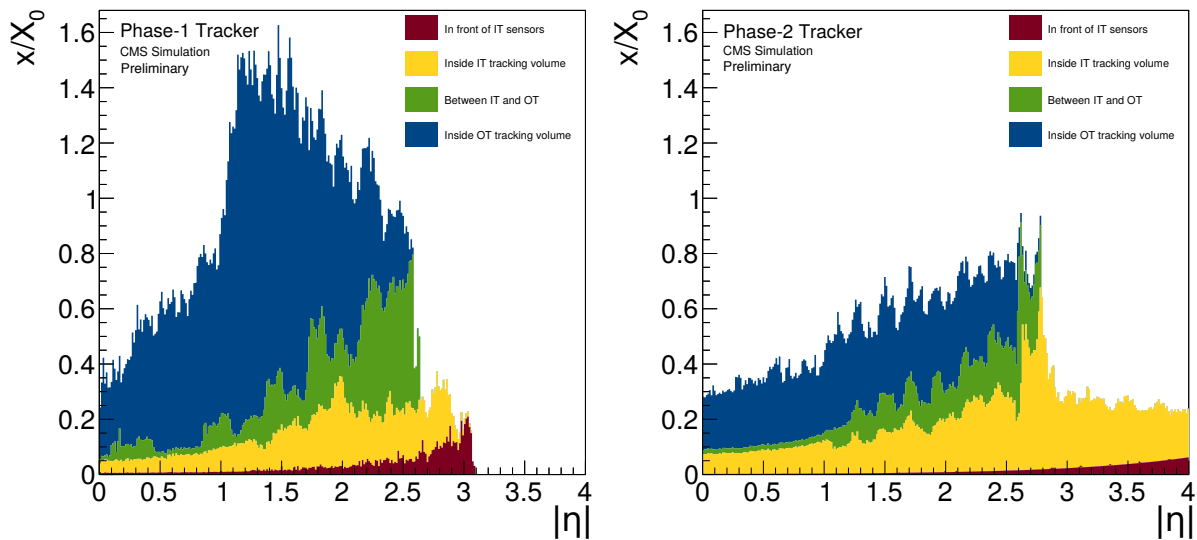 x/X0
1.6
1.4
1.2
1
0.8
0.6
0.4
0.2
0
Phase-1 Tracker
CMS Simulation
Preliminary
In front of IT sensors
Inside IT tracking volume
Between IT and OT
Inside OT tracking volume
0 0.5 1 1.5 2 2.5 3 3.5 4
|η|
x/X0
1.6
1.4
1.2
1
0.8
0.6
0.4
0.2
0
Phase-2 Tracker
CMS Simulation
Preliminary
In front of IT sensors
Inside IT tracking volume
Between IT and OT
Inside OT tracking volume
0 0.5 1 1.5 2 2.5 3 3.5 4
|η|